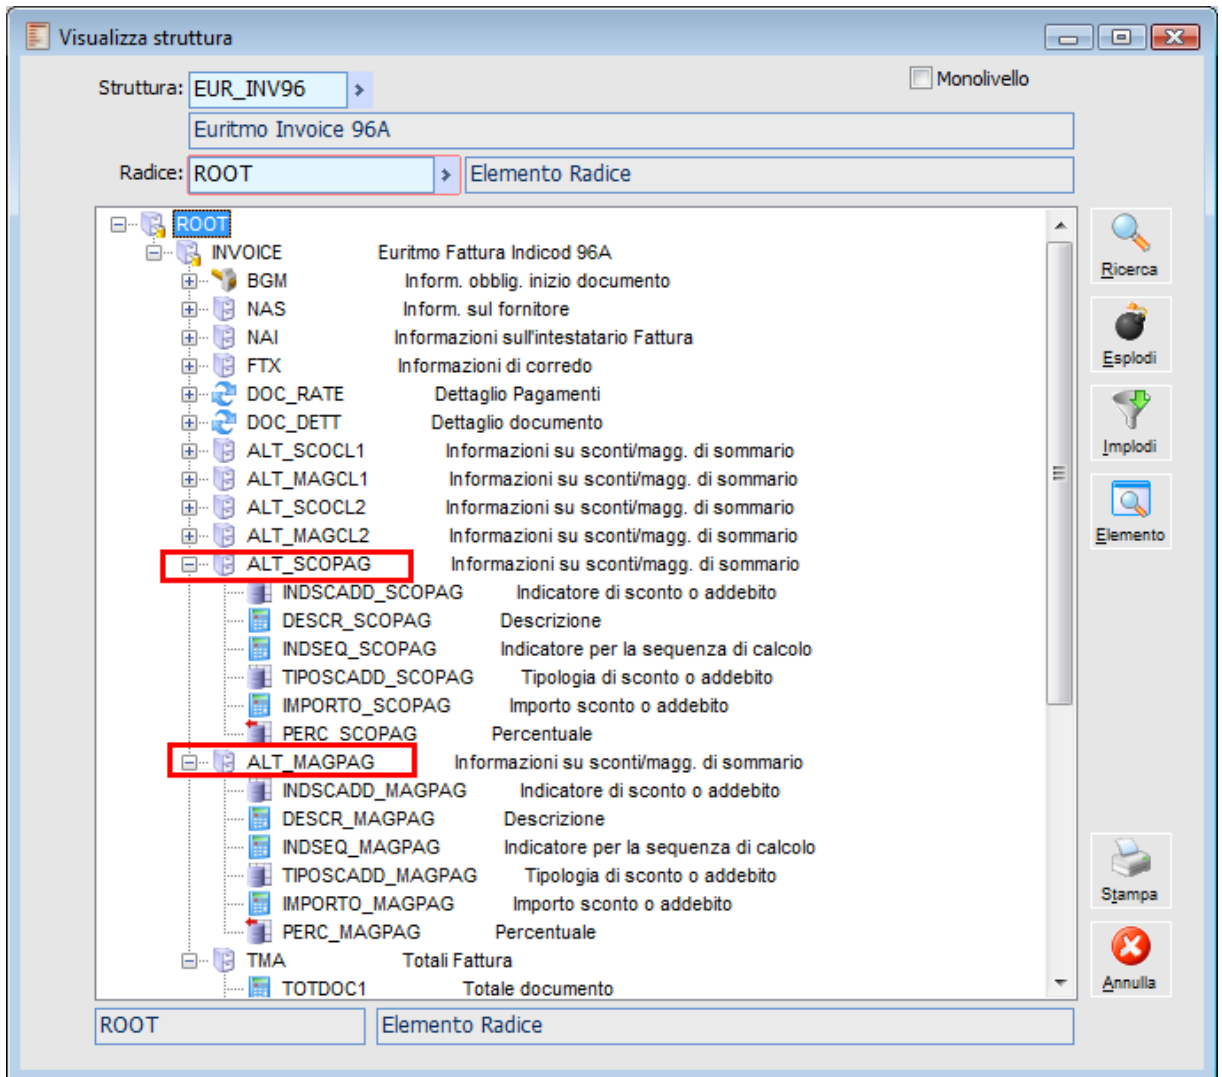 Visualizza struttura
Struttura: EUR_INV96 Monolivello
Euritmo Invoice 96A
Radice: ROOT Elemento Radice
ROOT
INVOICE Euritmo Fattura Indicod 96A
BGM Inform. obblig. inizio documento
NAS Inform. sul fornitore
NAI Informazioni sull'intestatario Fattura
FTX Informazioni di corredo
DOC_RATE Dettaglio Pagamenti
DOC_DETT Dettaglio documento
ALT_SCOCL1 Informazioni su sconti/magg. di sommario
ALT_MAGCL1 Informazioni su sconti/magg. di sommario
ALT_SCOCL2 Informazioni su sconti/magg. di sommario
ALT_MAGCL2 Informazioni su sconti/magg. di sommario
ALT_SCOPAG Informazioni su sconti/magg. di sommario
INDSCADD_SCOPAG Indicatore di sconto o addebito
DESCR_SCOPAG Descrizione
INDSEQ_SCOPAG Indicatore per la sequenza di calcolo
TIPOSCADD_SCOPAG Tipologia di sconto o addebito
IMPORTO_SCOPAG Importo sconto o addebito
PERC_SCOPAG Percentuale
ALT_MAGPAG Informazioni su sconti/magg. di sommario
INDSCADD_MAGPAG Indicatore di sconto o addebito
DESCR_MAGPAG Descrizione
INDSEQ_MAGPAG Indicatore per la sequenza di calcolo
TIPOSCADD_MAGPAG Tipologia di sconto o addebito
IMPORTO_MAGPAG Importo sconto o addebito
PERC_MAGPAG Percentuale
TMA Totali Fattura
TOTDOC1 Totale documento
Ricerca
Esplodi
Implodi
Elemento
Stampa
Annulla
ROOT Elemento Radice